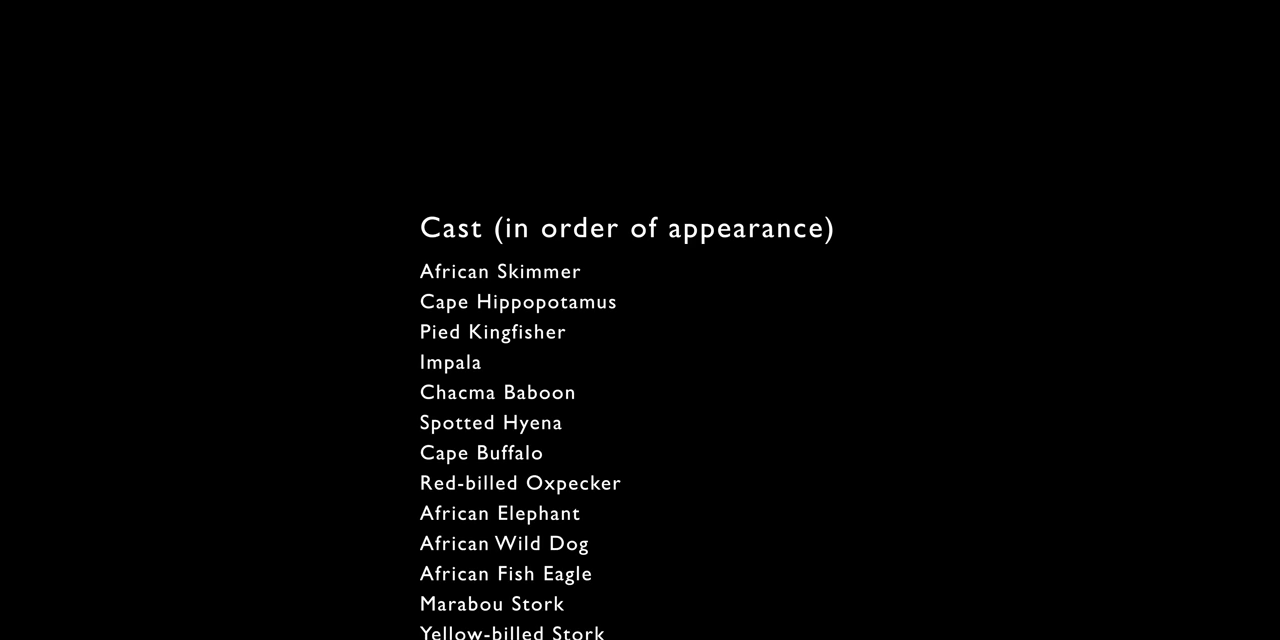 Cast (in order of appearance)
African Skimmer
Cape Hippopotamus
Pied Kingfisher
Impala
Chacma Baboon
Spotted Hyena
Cape Buffalo
Red-billed Oxpecker
African Elephant
African Wild Dog
African Fish Eagle
Marabou Stork
Yellow-billed Stork